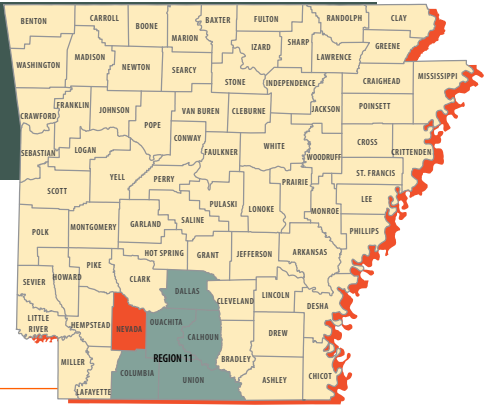 BENTON
CARROLL
BOONE
BAXTER
FULTON
RANDOLPH
CLAY
MARION
SHARP
IZARD
GREENE
WASHINGTON
MADISON
NEWTON
SEARCY
LAWRENCE
STONE
INDEPENDENCE
CRAIGHEAD
MISSISSIPPI
CRAWFORD
FRANKLIN
JOHNSON
POPE
VAN BUREN
CLEBURNE
JACKSON
POINSETT
CONWAY
SEBASTIAN
LOGAN
FAULKNER
WHITE
WOODRUFF
CROSS
CRITTENDEN
SCOTT
YELL
PERRY
PRAIRIE
ST. FRANCIS
PULASKI
LONOKE
MONROE
LEE
POLK
MONTGOMERY
GARLAND
SALINE
PHILLIPS
HOT SPRING
GRANT
JEFFERSON
ARKANSAS
SEVIER
HOWARD
PIKE
CLARK
DALLAS
CLEVELAND
LINCOLN
DESHA
LITTLE
RIVER
HEMPSTEAD
NEVADA
OUACHITA
CALHOUN
DREW
MILLER
REGION 11
BRADLEY
COLUMBIA
UNION
ASHLEY
CHICOT
LAFAYETTE